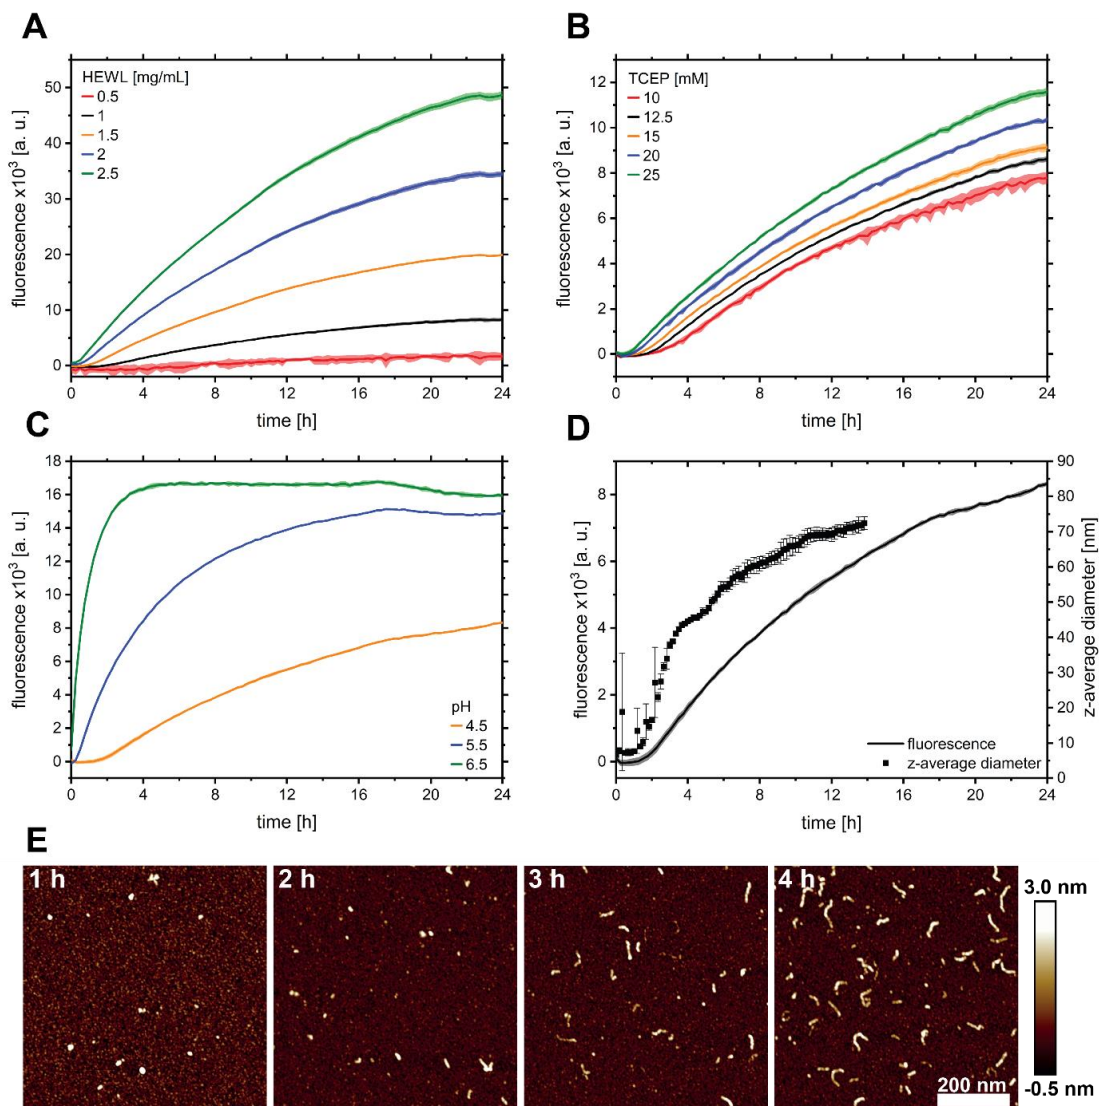 A
HEWL [mg/mL]
0.5
1
1.5
2
2.5
fluorescence x10³ [a. u.]
50
40
30
20
10
0
0 4 8 12 16 20 24
time [h]
B
TCEP [mM]
10
12.5
15
20
25
fluorescence x10³ [a. u.]
12
10
8
6
4
2
0
0 4 8 12 16 20 24
time [h]
C
fluorescence x10³ [a. u.]
18
16
14
12
10
8
6
4
2
0
pH
4.5
5.5
6.5
0 4 8 12 16 20 24
time [h]
D
fluorescence x10³ [a. u.]
8
6
4
2
0
90
80
70
60
50
40
30
20
10
0
z-average diameter [nm]
fluorescence
z-average diameter
0 4 8 12 16 20 24
time [h]
E
1 h
2 h
3 h
4 h
200 nm
3.0 nm
-0.5 nm